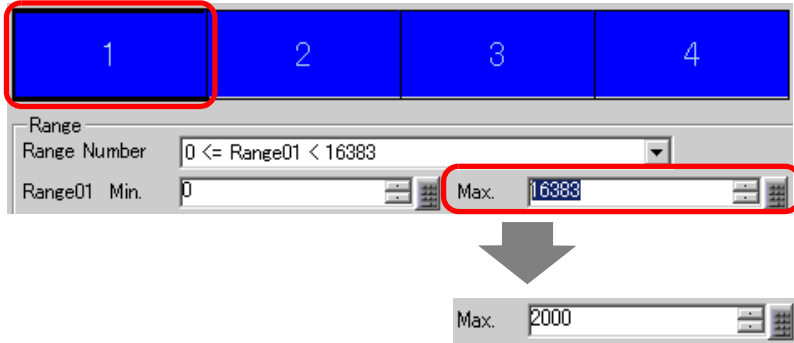 1 2 3 4
Range
Range Number 0 <= Range01 < 16383
Range01 Min. 0 Max. 16383
Max. 2000